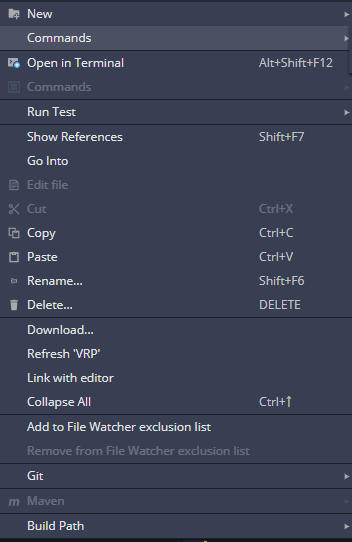 New
Commands
Open in Terminal Alt+Shift+F12
Commands
Run Test
Show References Shift+F7
Go Into
Edit file
Cut Ctrl+X
Copy Ctrl+C
Paste Ctrl+V
Rename... Shift+F6
Delete... DELETE
Download...
Refresh 'VRP'
Link with editor
Collapse All Ctrl+↑
Add to File Watcher exclusion list
Remove from File Watcher exclusion list
Git
m Maven
Build Path